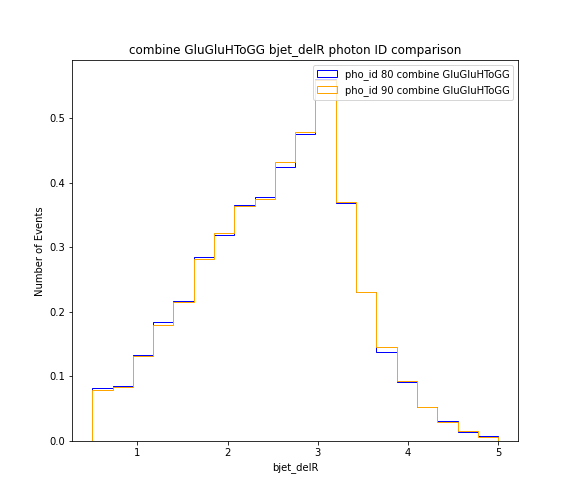 combine GluGluHToGG bjet_delR photon ID comparison
pho_id 80 combine GluGluHToGG
pho_id 90 combine GluGluHToGG
Number of Events
0.5
0.4
0.3
0.2
0.1
0.0
1 2 3 4 5
bjet_delR